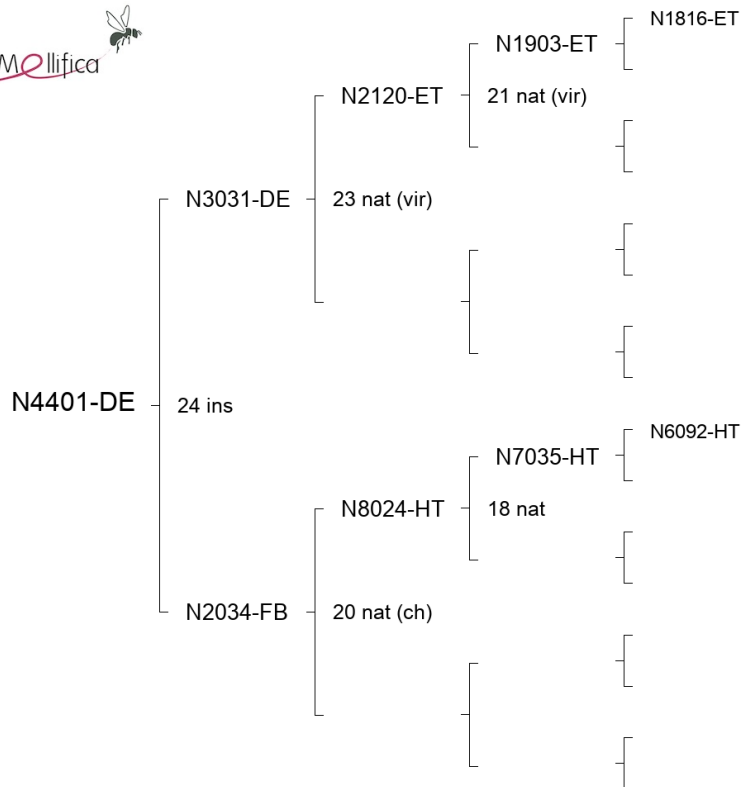 Mellifica
N1816-ET
N1903-ET
N2120-ET
21 nat (vir)
N3031-DE
23 nat (vir)
N4401-DE
24 ins
N6092-HT
N7035-HT
N8024-HT
18 nat
N2034-FB
20 nat (ch)